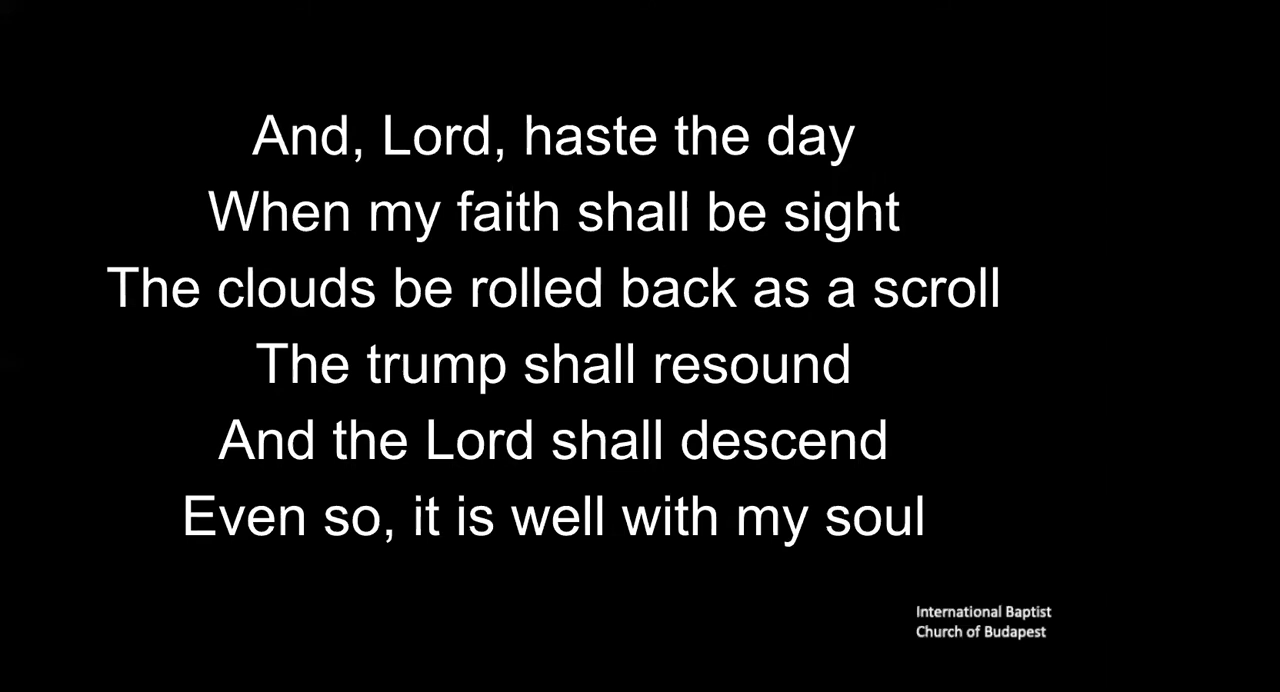 And, Lord, haste the day
When my faith shall be sight
The clouds be rolled back as a scroll
The trump shall resound
And the Lord shall descend
Even so, it is well with my soul
International Baptist
Church of Budapest